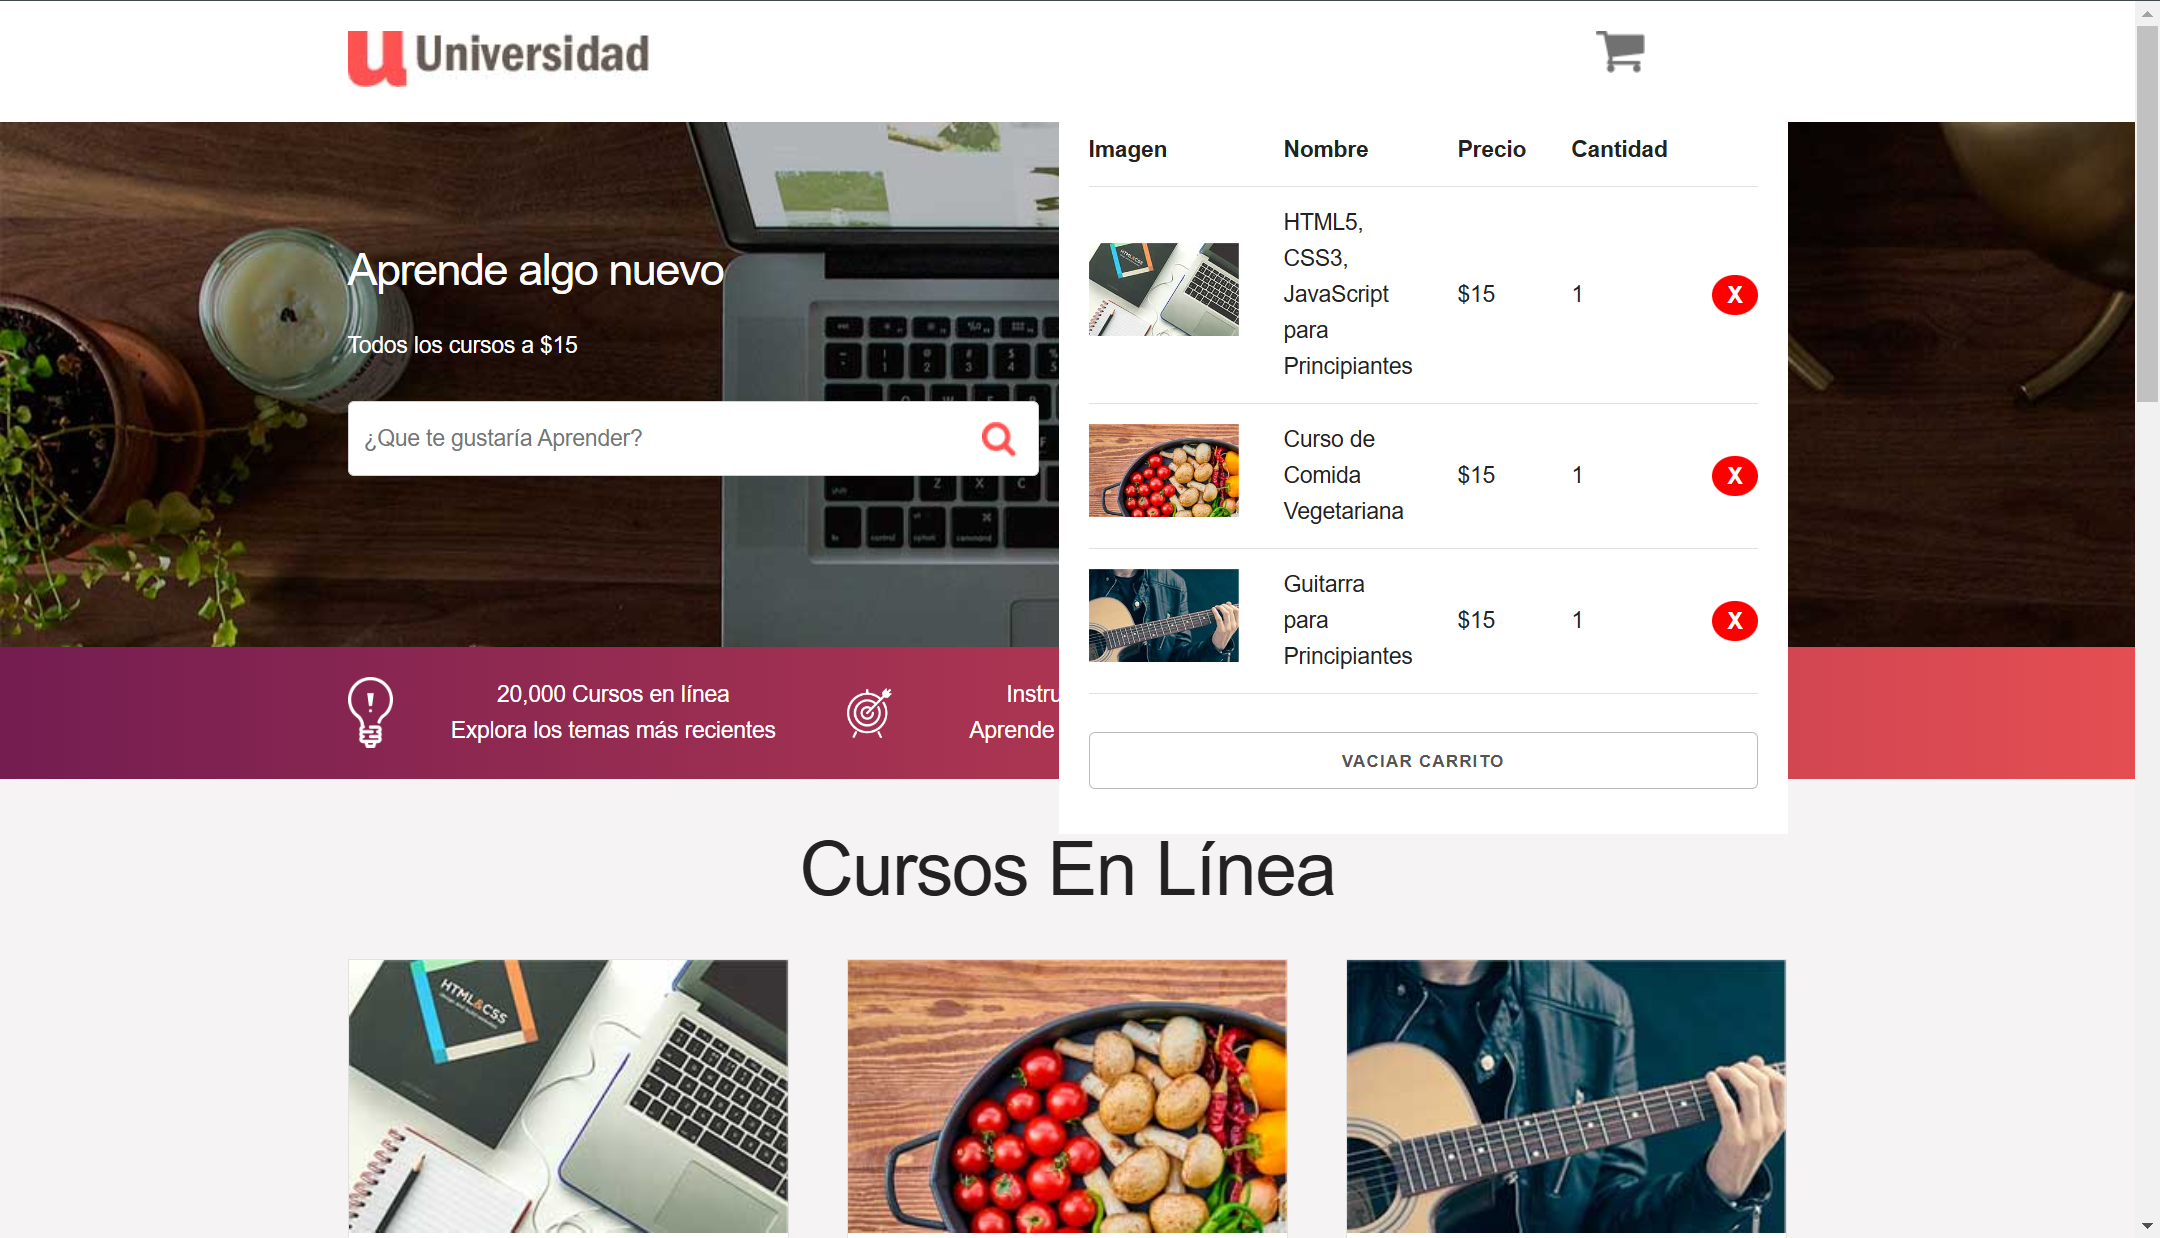 u Universidad
Imagen Nombre Precio Cantidad
HTML5,
CSS3,
JavaScript
para
Principiantes
$15 1 X
Curso de
Comida
Vegetariana
$15 1 X
Guitarra
para
Principiantes
$15 1 X
VACIAR CARRITO
Aprende algo nuevo
Todos los cursos a $15
¿Que te gustaría Aprender?
20,000 Cursos en línea
Explora los temas más recientes
Instru
Aprende
Cursos En Línea
HTML&CSS